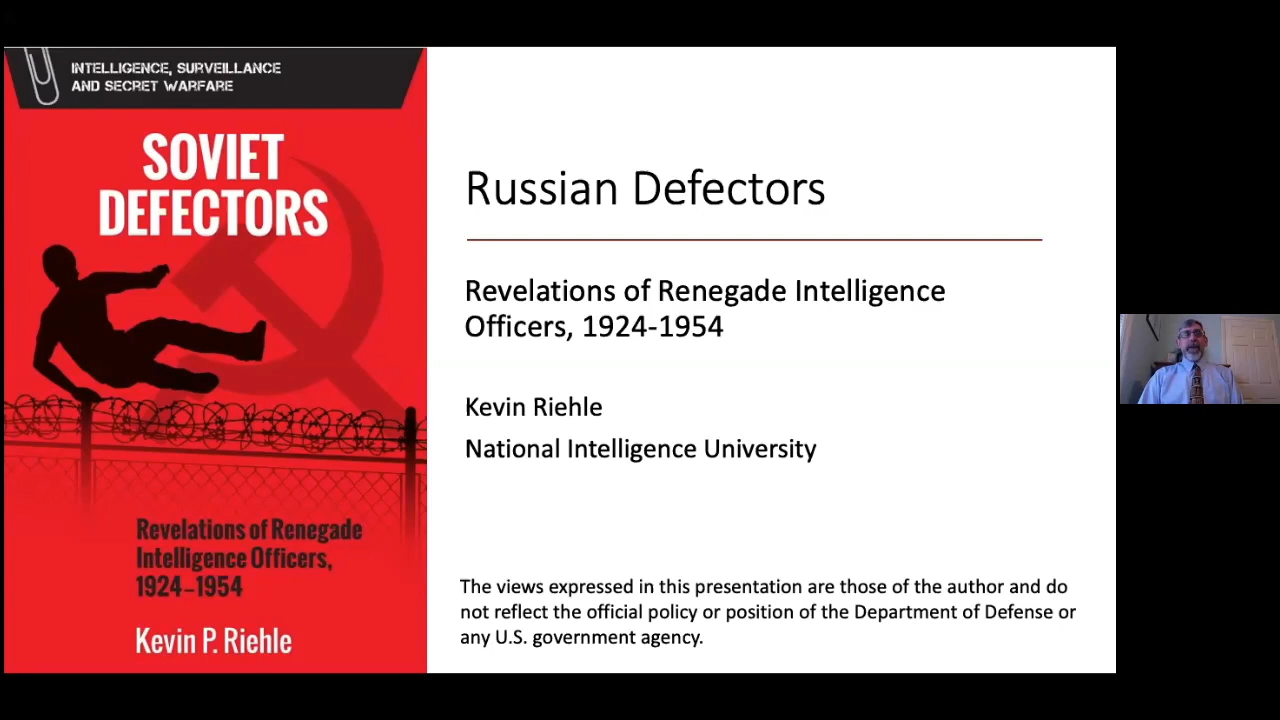 INTELLIGENCE, SURVEILLANCE
AND SECRET WARFARE
SOVIET
DEFECTORS
Revelations of Renegade
Intelligence Officers,
1924–1954
Kevin P. Riehle
Russian Defectors
Revelations of Renegade Intelligence
Officers, 1924-1954
Kevin Riehle
National Intelligence University
The views expressed in this presentation are those of the author and do
not reflect the official policy or position of the Department of Defense or
any U.S. government agency.